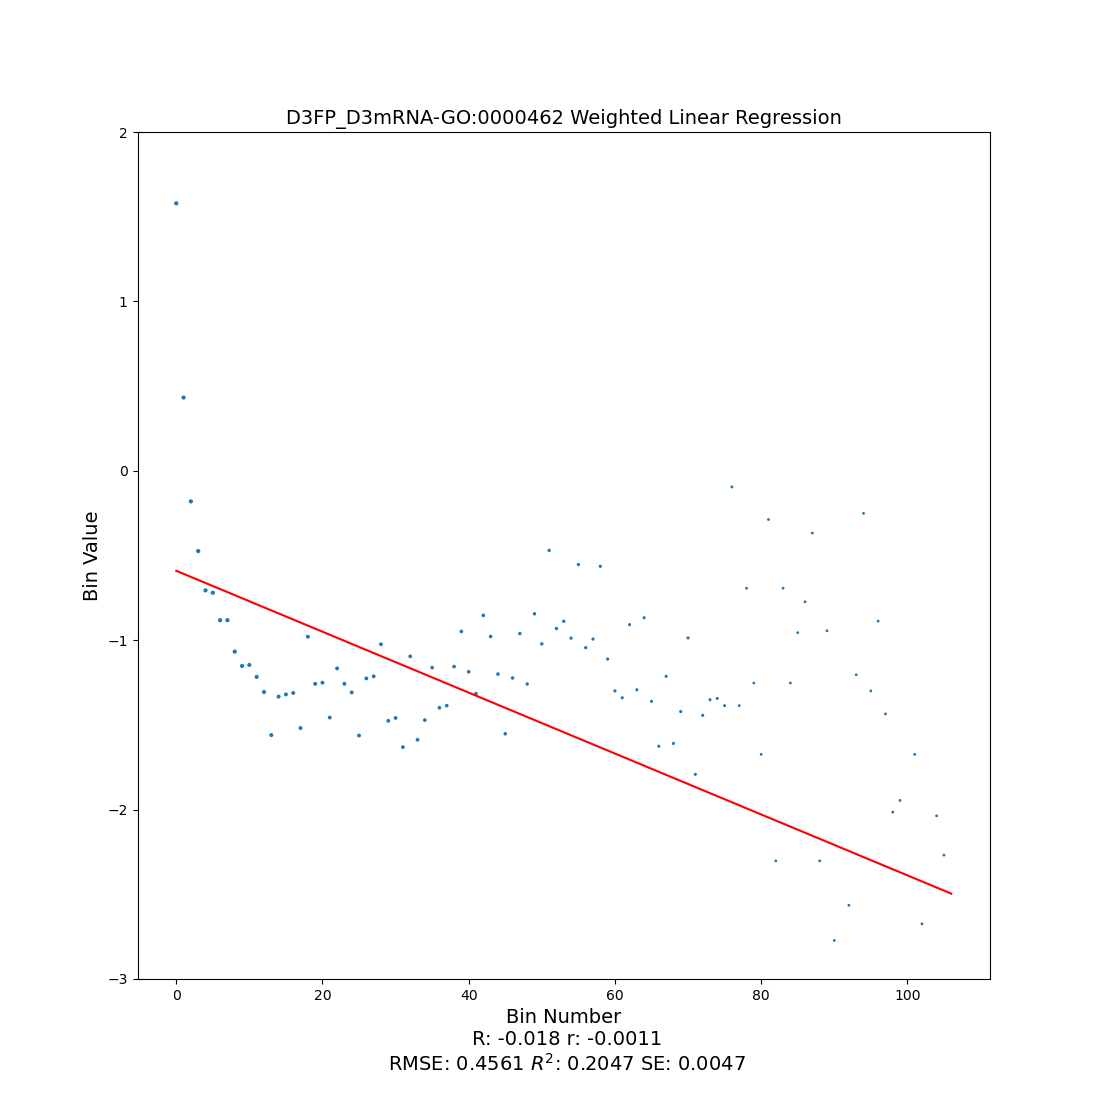 D3FP_D3mRNA-GO:0000462 Weighted Linear Regression
2
1
0
−1
−2
−3
Bin Value
0 20 40 60 80 100
Bin Number
R: -0.018 r: -0.0011
RMSE: 0.4561 R²: 0.2047 SE: 0.0047